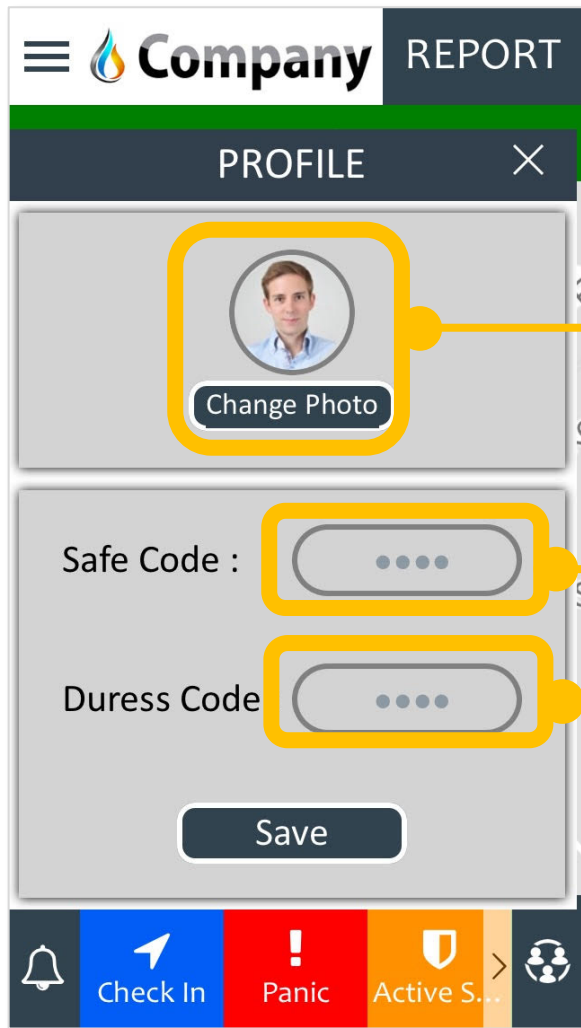 Company REPORT
PROFILE
Change Photo
Safe Code :
Duress Code
Save
Check In Panic Active S...